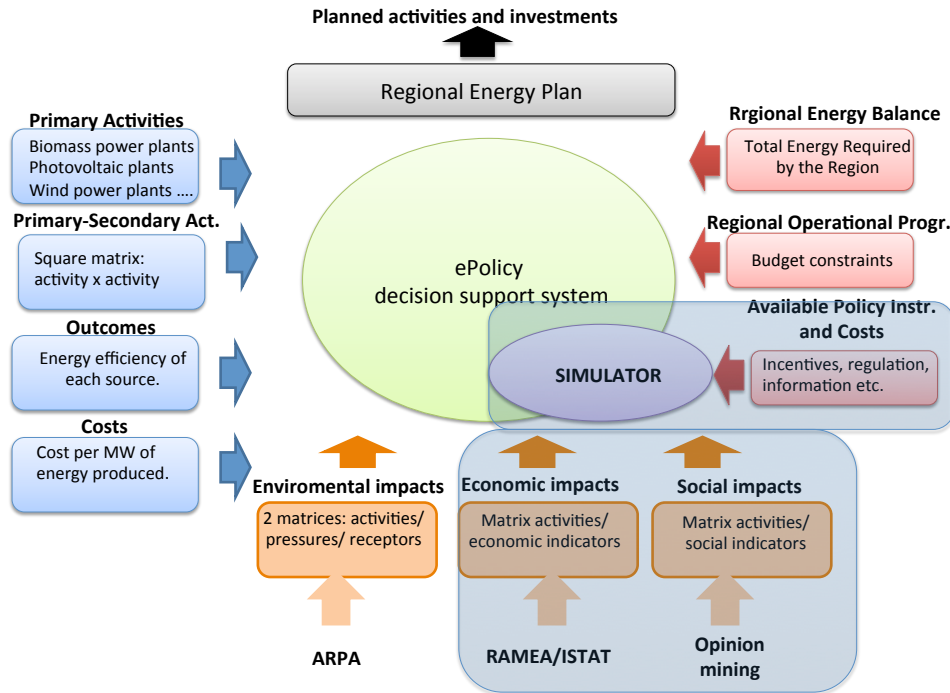 Planned activities and investments
Regional Energy Plan
Primary Activities
Biomass power plants
Photovoltaic plants
Wind power plants ....
Primary-Secondary Act.
Square matrix:
activity x activity
Outcomes
Energy efficiency of
each source.
Costs
Cost per MW of
energy produced.
ePolicy
decision support system
SIMULATOR
Rrgional Energy Balance
Total Energy Required
by the Region
Regional Operational Progr.
Budget constraints
Available Policy Instr.
and Costs
Incentives, regulation,
information etc.
Enviromental impacts
2 matrices: activities/
pressures/ receptors
ARPA
Economic impacts
Matrix activities/
economic indicators
RAMEA/ISTAT
Social impacts
Matrix activities/
social indicators
Opinion
mining